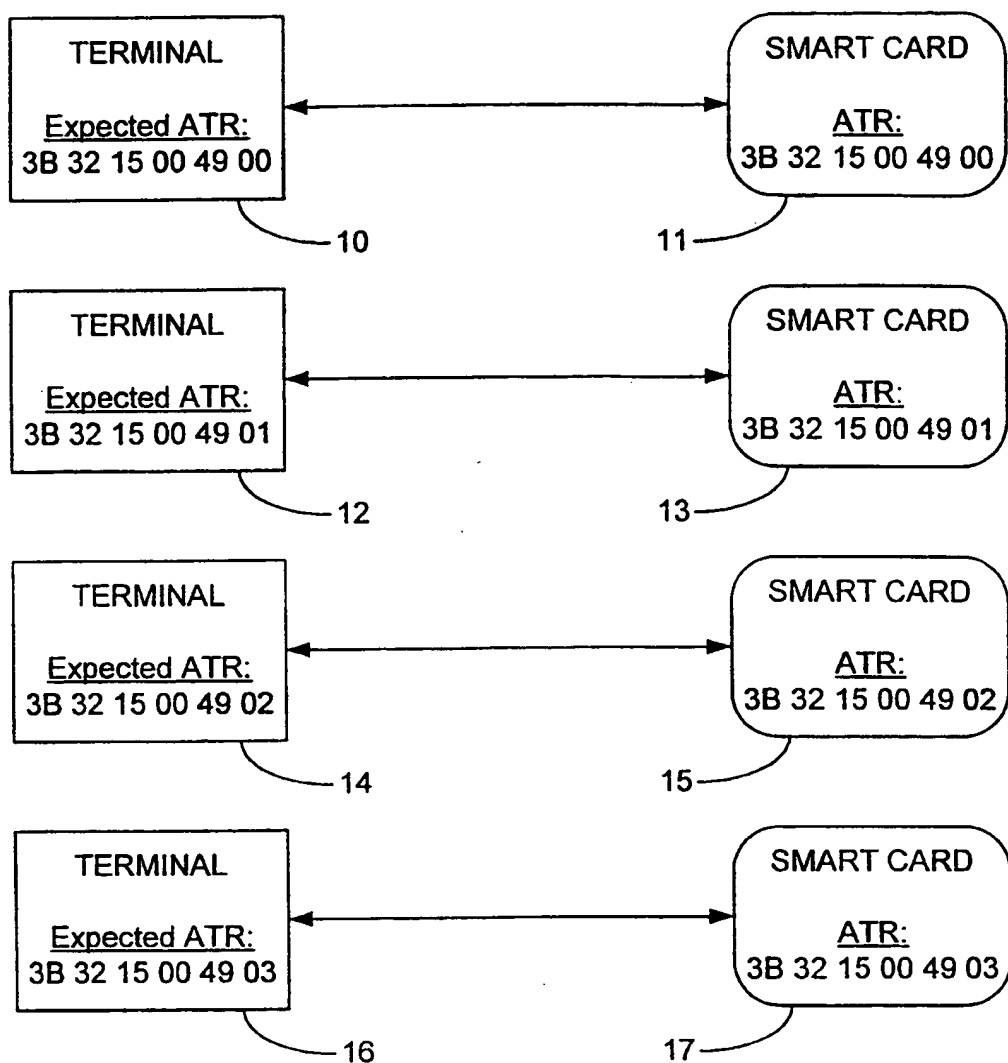 TERMINAL
Expected ATR:
3B 32 15 00 49 00
10
SMART CARD
ATR:
3B 32 15 00 49 00
11
TERMINAL
Expected ATR:
3B 32 15 00 49 01
12
SMART CARD
ATR:
3B 32 15 00 49 01
13
TERMINAL
Expected ATR:
3B 32 15 00 49 02
14
SMART CARD
ATR:
3B 32 15 00 49 02
15
TERMINAL
Expected ATR:
3B 32 15 00 49 03
16
SMART CARD
ATR:
3B 32 15 00 49 03
17